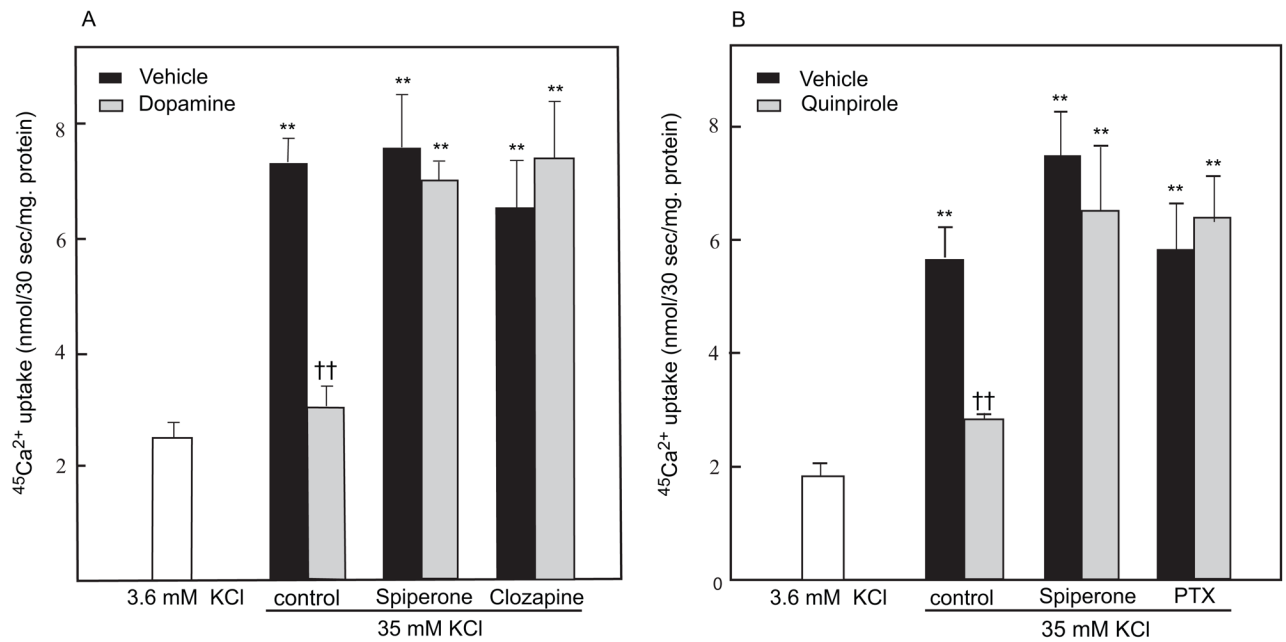 A
Vehicle
Dopamine
⁴⁵Ca²⁺ uptake (nmol/30 sec/mg. protein)
8
6
4
2
**
††
**
**
**
**
3.6 mM KCl
control
Spiperone
Clozapine
35 mM KCl
B
Vehicle
Quinpirole
⁴⁵Ca²⁺ uptake (nmol/30 sec/mg. protein)
8
6
4
2
0
**
††
**
**
**
**
3.6 mM KCl
control
Spiperone
PTX
35 mM KCl